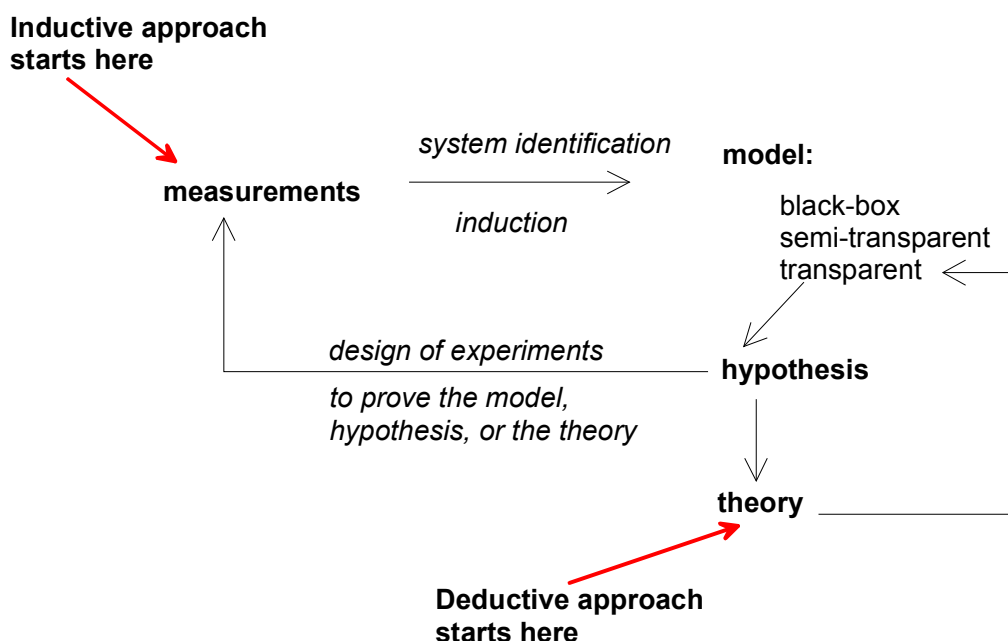 Inductive approach
starts here
system identification
model:
measurements
induction
black-box
semi-transparent
transparent
design of experiments
hypothesis
to prove the model,
hypothesis, or the theory
theory
Deductive approach
starts here